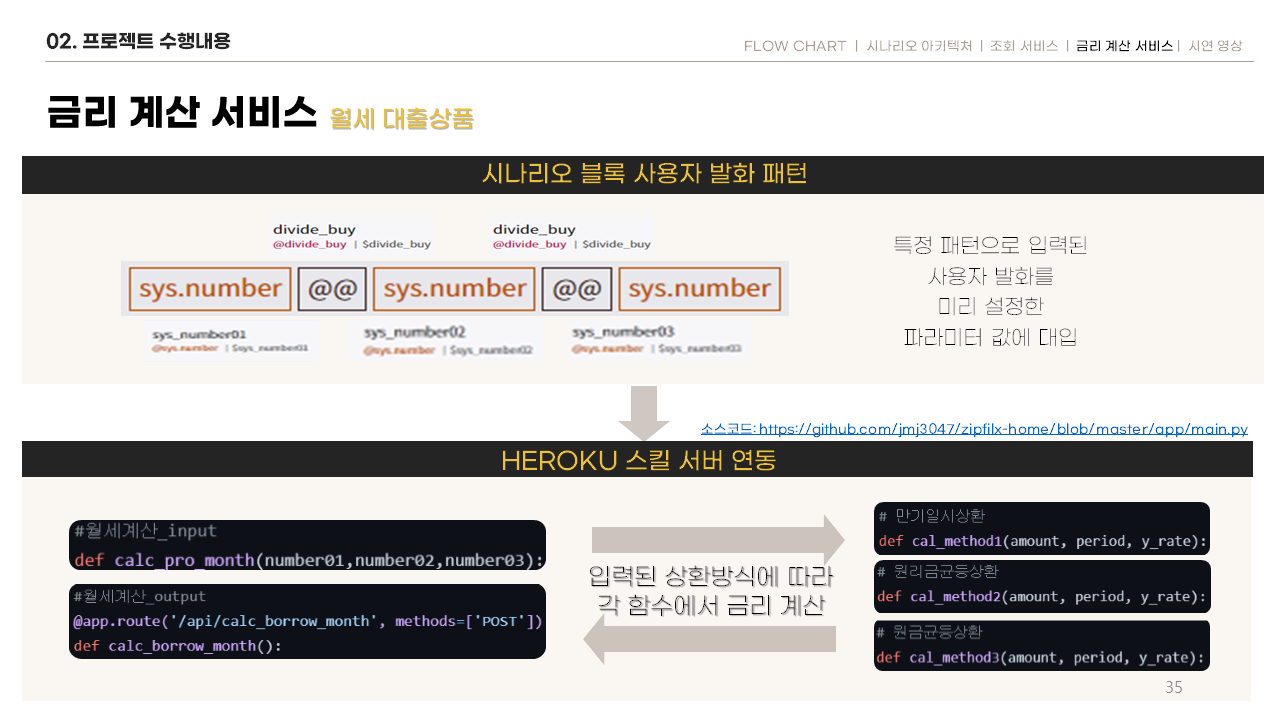 02. 프로젝트 수행내용
FLOW CHART | 시나리오 아키텍처 | 조회 서비스 | 금리 계산 서비스 | 시연 영상
금리 계산 서비스 월세 대출상품
시나리오 블록 사용자 발화 패턴
divide_buy
@divide_buy | $divide_buy
divide_buy
@divide_buy | $divide_buy
sys.number @@ sys.number @@ sys.number
sys_number01
@sys.number | $sys_number01
sys_number02
@sys.number | $sys_number02
sys_number03
@sys.number | $sys_number03
특정 패턴으로 입력된
사용자 발화를
미리 설정한
파라미터 값에 대입
소스코드: https://github.com/jmj3047/zipfilx-home/blob/master/app/main.py
HEROKU 스킬 서버 연동
#월세계산_input
def calc_pro_month(number01,number02,number03):
#월세계산_output
@app.route('/api/calc_borrow_month', methods=['POST'])
def calc_borrow_month():
입력된 상환방식에 따라
각 함수에서 금리 계산
# 만기일시상환
def cal_method1(amount, period, y_rate):
# 원리금균등상환
def cal_method2(amount, period, y_rate):
# 원금균등상환
def cal_method3(amount, period, y_rate):
35